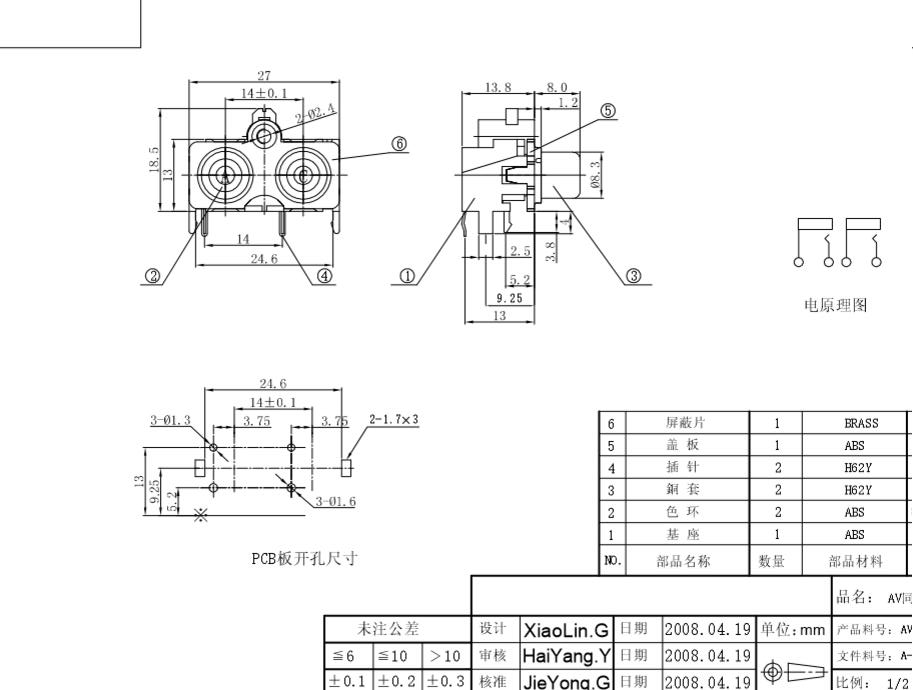 27
14±0.1
2-Ø2.4
18.5
13
⑥
14
24.6
②
④
13.8
8.0
1.2
⑤
Ø8.3
4
3.8
2.5
5.2
9.25
13
①
③
电原理图
24.6
14±0.1
3-Ø1.3
3.75
3.75
2-1.7×3
13
9.25
5.2
3-Ø1.6
※
PCB板开孔尺寸
6 屏蔽片 1 BRASS
5 盖板 1 ABS
4 插针 2 H62Y
3 銅套 2 H62Y
2 色环 2 ABS
1 基座 1 ABS
NO. 部品名称 数量 部品材料
品名: AV同
未注公差 设计 XiaoLin.G 日期 2008.04.19 单位:mm 产品料号: AV
≦6 ≦10 >10 审核 HaiYang.Y 日期 2008.04.19 文件料号: A-
±0.1 ±0.2 ±0.3 核准 JieYong.G 日期 2008.04.19 比例: 1/2